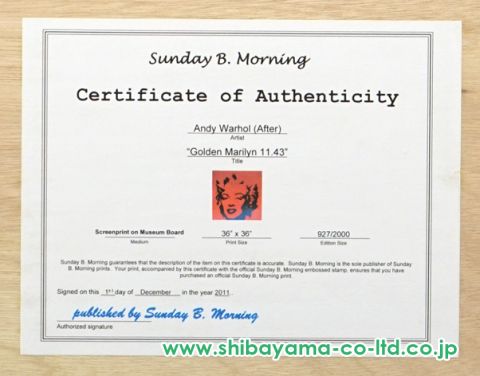 Sunday B. Morning
Certificate of Authenticity
Andy Warhol (After)
Artist
"Golden Marilyn 11.43"
Title
Screenprint on Museum Board 36" x 36" 927/2000
Medium Print Size Edition Size
Sunday B. Morning guarantees that the description of the item on this certificate is accurate. Sunday B. Morning is the sole publisher of Sunday
B. Morning prints. Your print, accompanied by this certificate with the official Sunday B. Morning embossed stamp, ensures that you have
purchased an official Sunday B. Morning print.
Signed on this 1st day of December in the year 2011.
published by Sunday B. Morning
Authorized signature
www.shibayama-co-ltd.co.jp